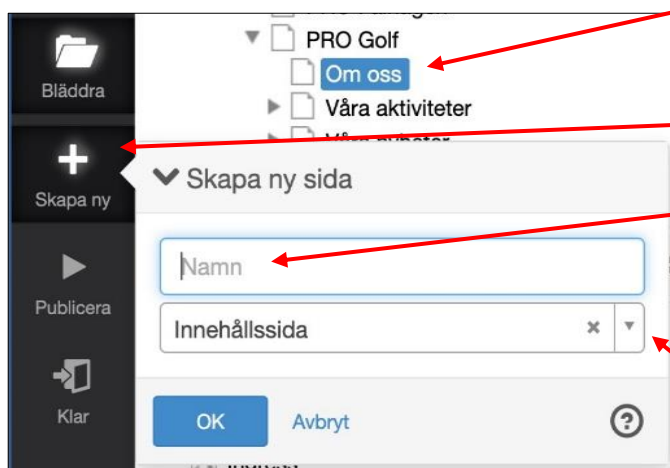 PRO Golf
Bläddra
Om oss
Våra aktiviteter
Skapa ny
Skapa ny sida
Namn
Publicera
Innehållssida
Klar
OK
Avbryt